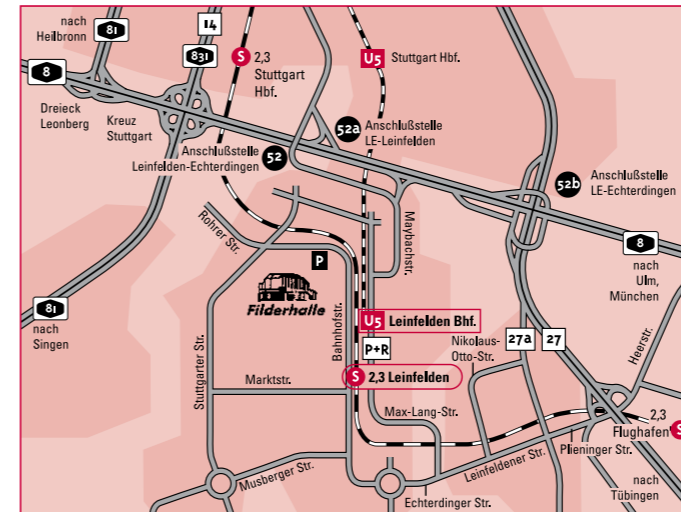 nach
Heilbronn
81
14
831
S 2,3
Stuttgart
Hbf.
U5 Stuttgart Hbf.
8
Dreieck
Leonberg
Kreuz
Stuttgart
Anschlußstelle
Leinfelden-Echterdingen
52
52a
Anschlußstelle
LE-Leinfelden
52b
Anschlußstelle
LE-Echterdingen
8
nach
Ulm,
München
Rohrer Str.
P
Maybachstr.
Filderhalle
81
nach
Singen
Stuttgarter Str.
Bahnhofstr.
U5 Leinfelden Bhf.
P+R
Nikolaus-
Otto-Str.
27a
27
Heerstr.
Marktstr.
S 2,3 Leinfelden
Max-Lang-Str.
2,3
Flughafen S
Plieninger Str.
Leinfeldener Str.
Musberger Str.
Echterdinger Str.
nach
Tübingen